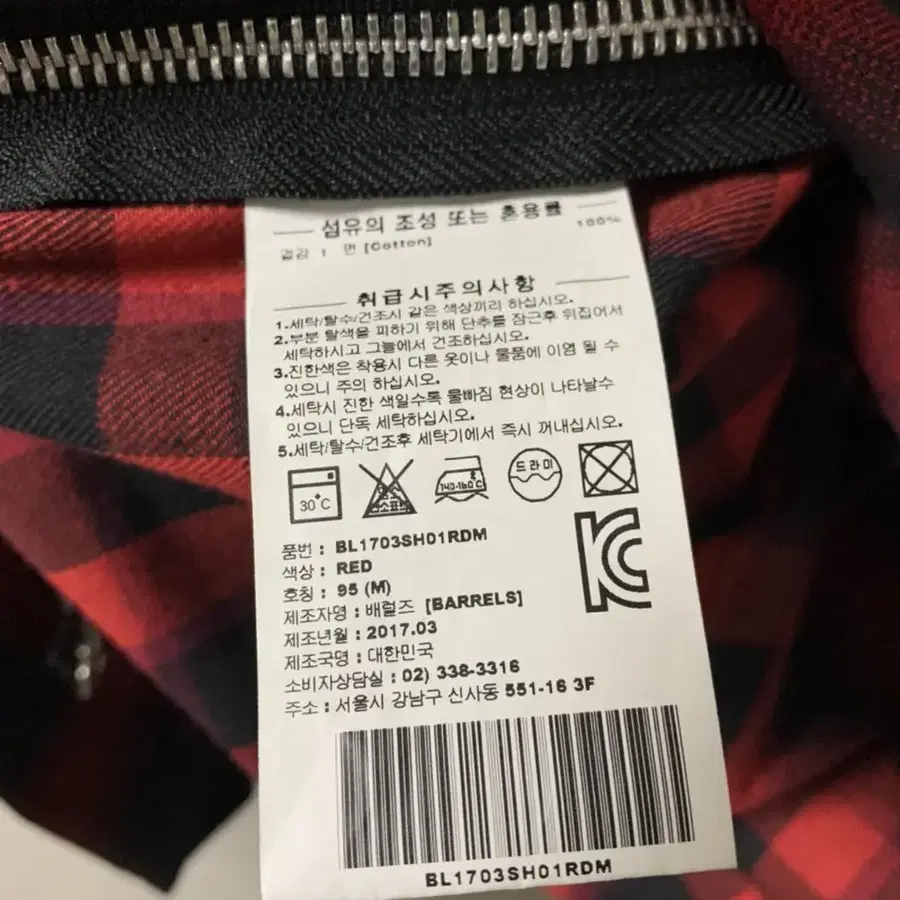 섬유의 조성 또는 혼용률
겉감 | 면 [Cotton] 100%
취급시주의사항
1.세탁/탈수/건조시 같은 색상끼리 하십시오.
2.부분 탈색을 피하기 위해 단추를 잠근후 뒤집어서
세탁하시고 그늘에서 건조하십시오.
3.진한색은 착용시 다른 옷이나 물품에 이염 될 수
있으니 주의 하십시오.
4.세탁시 진한 색일수록 물빠짐 현상이 나타날수
있으니 단독 세탁하십시오.
5.세탁/탈수/건조후 세탁기에서 즉시 꺼내십시오.
30°C 염소표백 140-160°C 드라이
품번 : BL1703SH01RDM
색상 : RED
호칭 : 95 (M)
제조자명 : 배럴즈 [BARRELS]
제조년월 : 2017.03
제조국명 : 대한민국
소비자상담실 : 02) 338-3316
주소 : 서울시 강남구 신사동 551-16 3F
BL1703SH01RDM